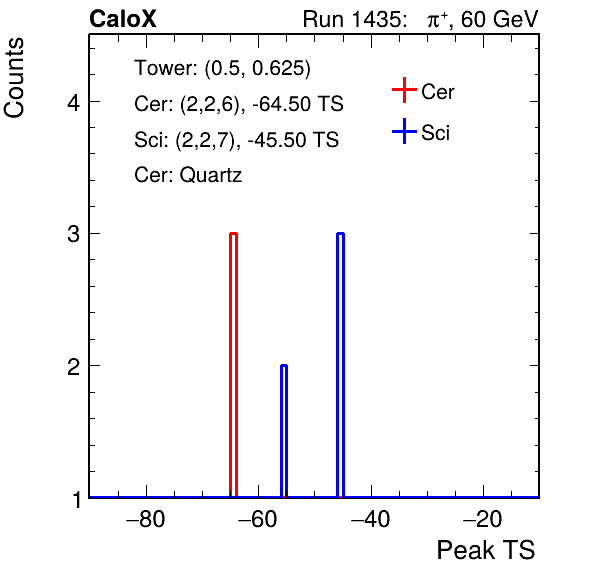 CaloX Run 1435: π⁺, 60 GeV
Counts
Tower: (0.5, 0.625)
Cer: (2,2,6), -64.50 TS
Sci: (2,2,7), -45.50 TS
Cer: Quartz
Cer
Sci
4
3
2
1
−80 −60 −40 −20
Peak TS